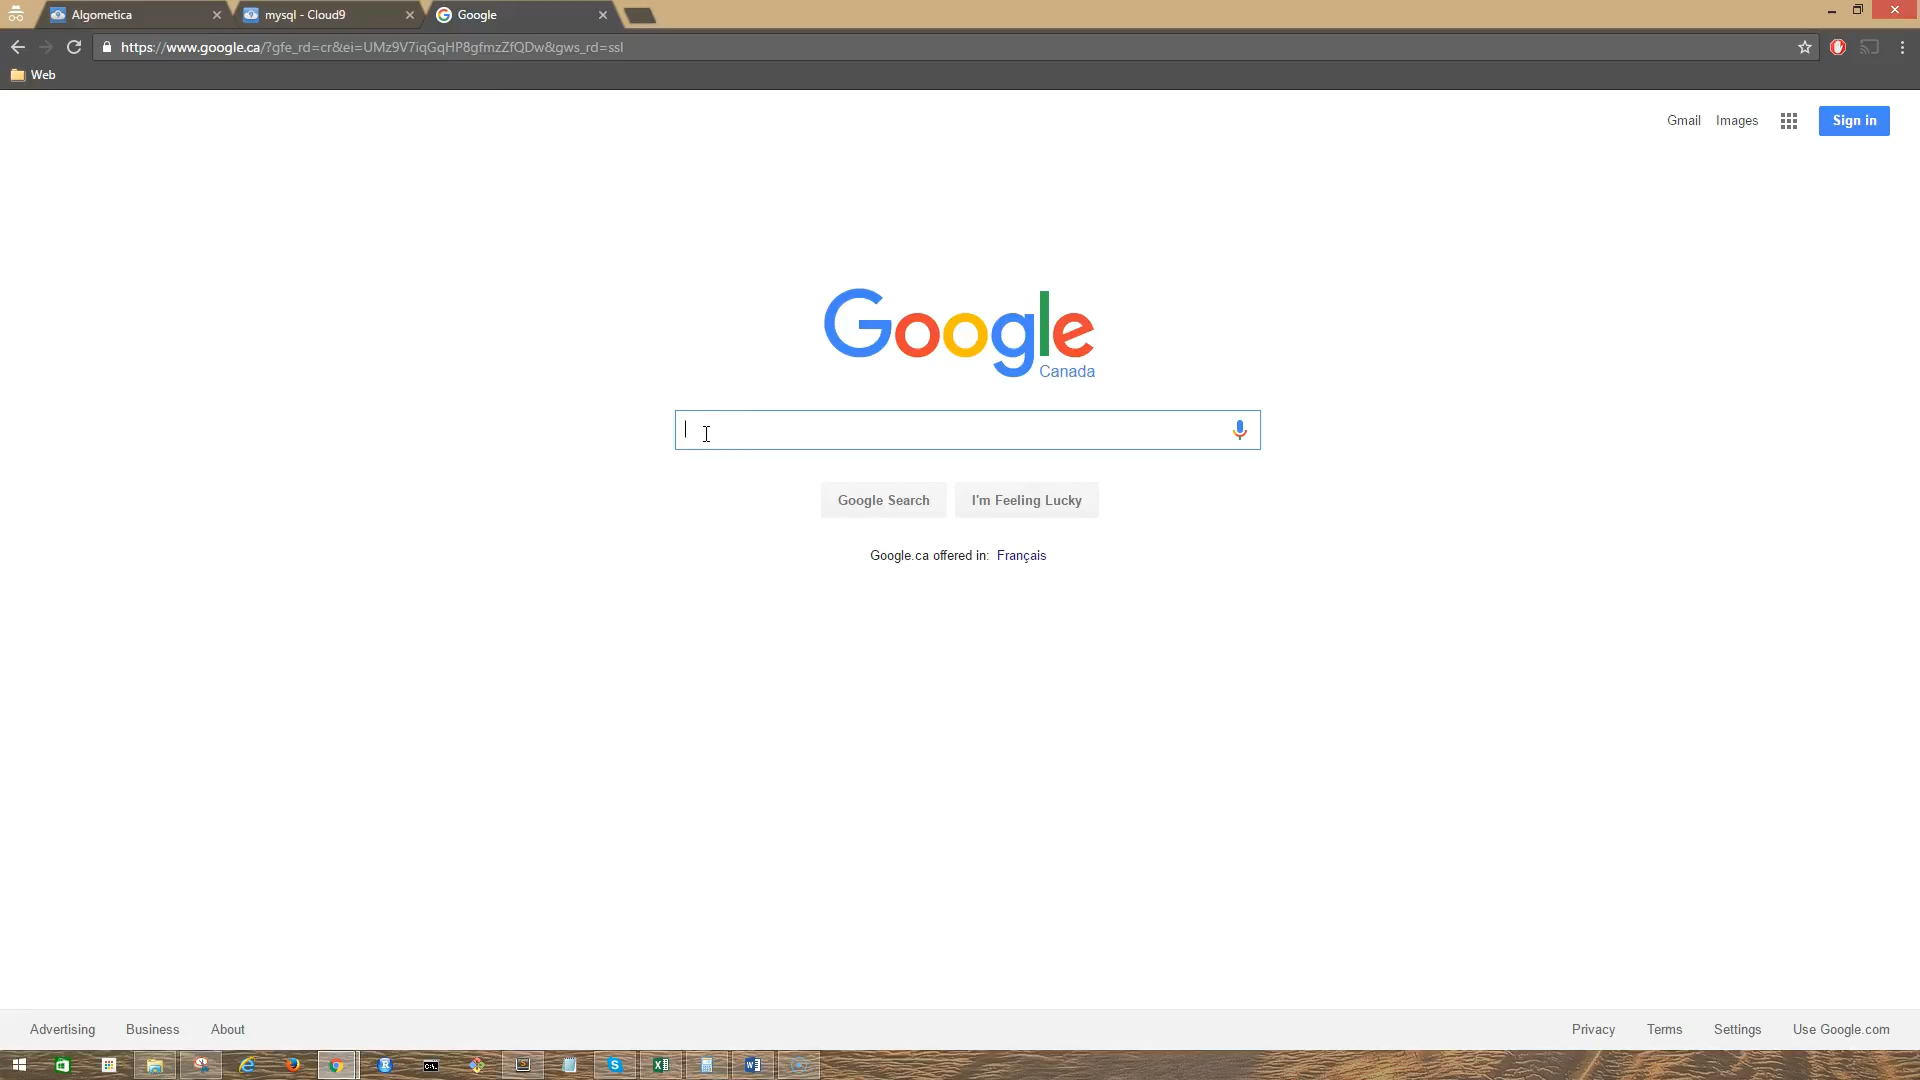 Algometica
mysql - Cloud9
Google
https://www.google.ca/?gfe_rd=cr&ei=UMz9V7iqGqHP8gfmzZfQDw&gws_rd=ssl
Web
Gmail Images Sign in
Google
Canada
Google Search I'm Feeling Lucky
Google.ca offered in: Français
Advertising Business About Privacy Terms Settings Use Google.com